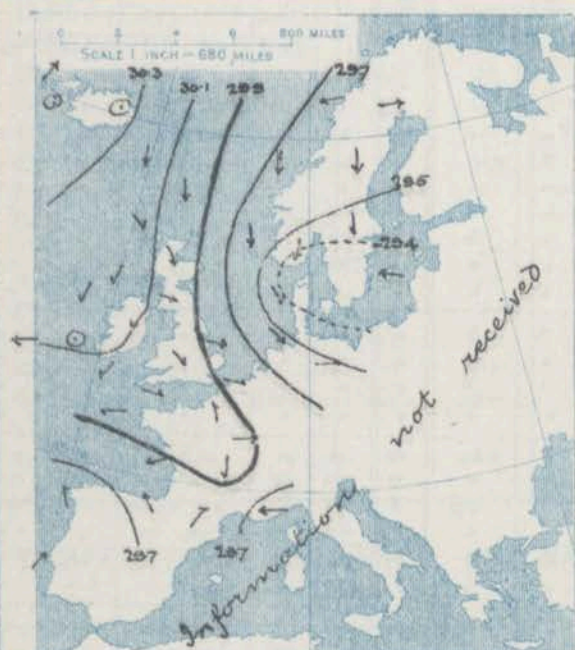 0 2 4 6 800 MILES
SCALE 1 INCH = 680 MILES
30·3 30·1 29·9 29·7
29·5
29·4
29·7 29·7
Information not received